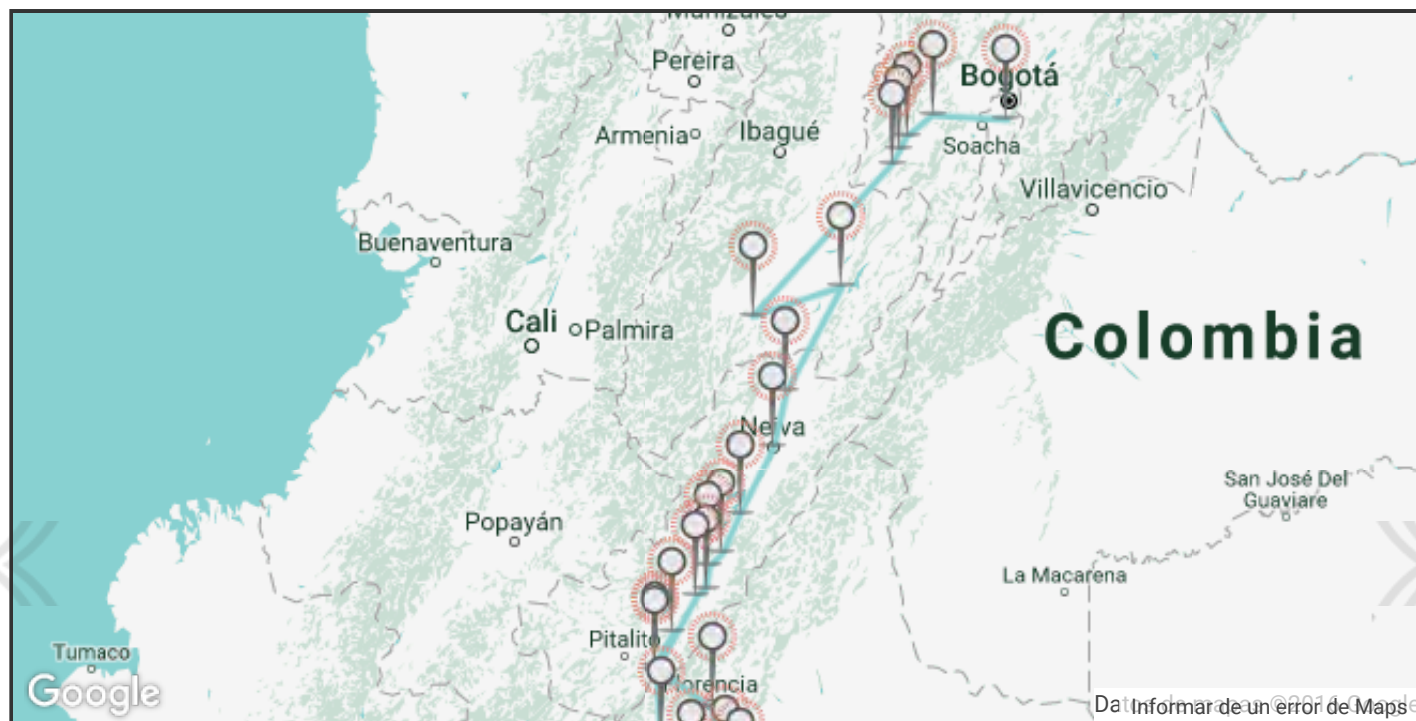 Manizales
Pereira
Bogotá
Armenia
Ibagué
Soacha
Villavicencio
Buenaventura
Cali
Palmira
Colombia
Neiva
San José Del
Guaviare
Popayán
La Macarena
Pitalito
Tumaco
Florencia
Google
Informar de un error de Maps